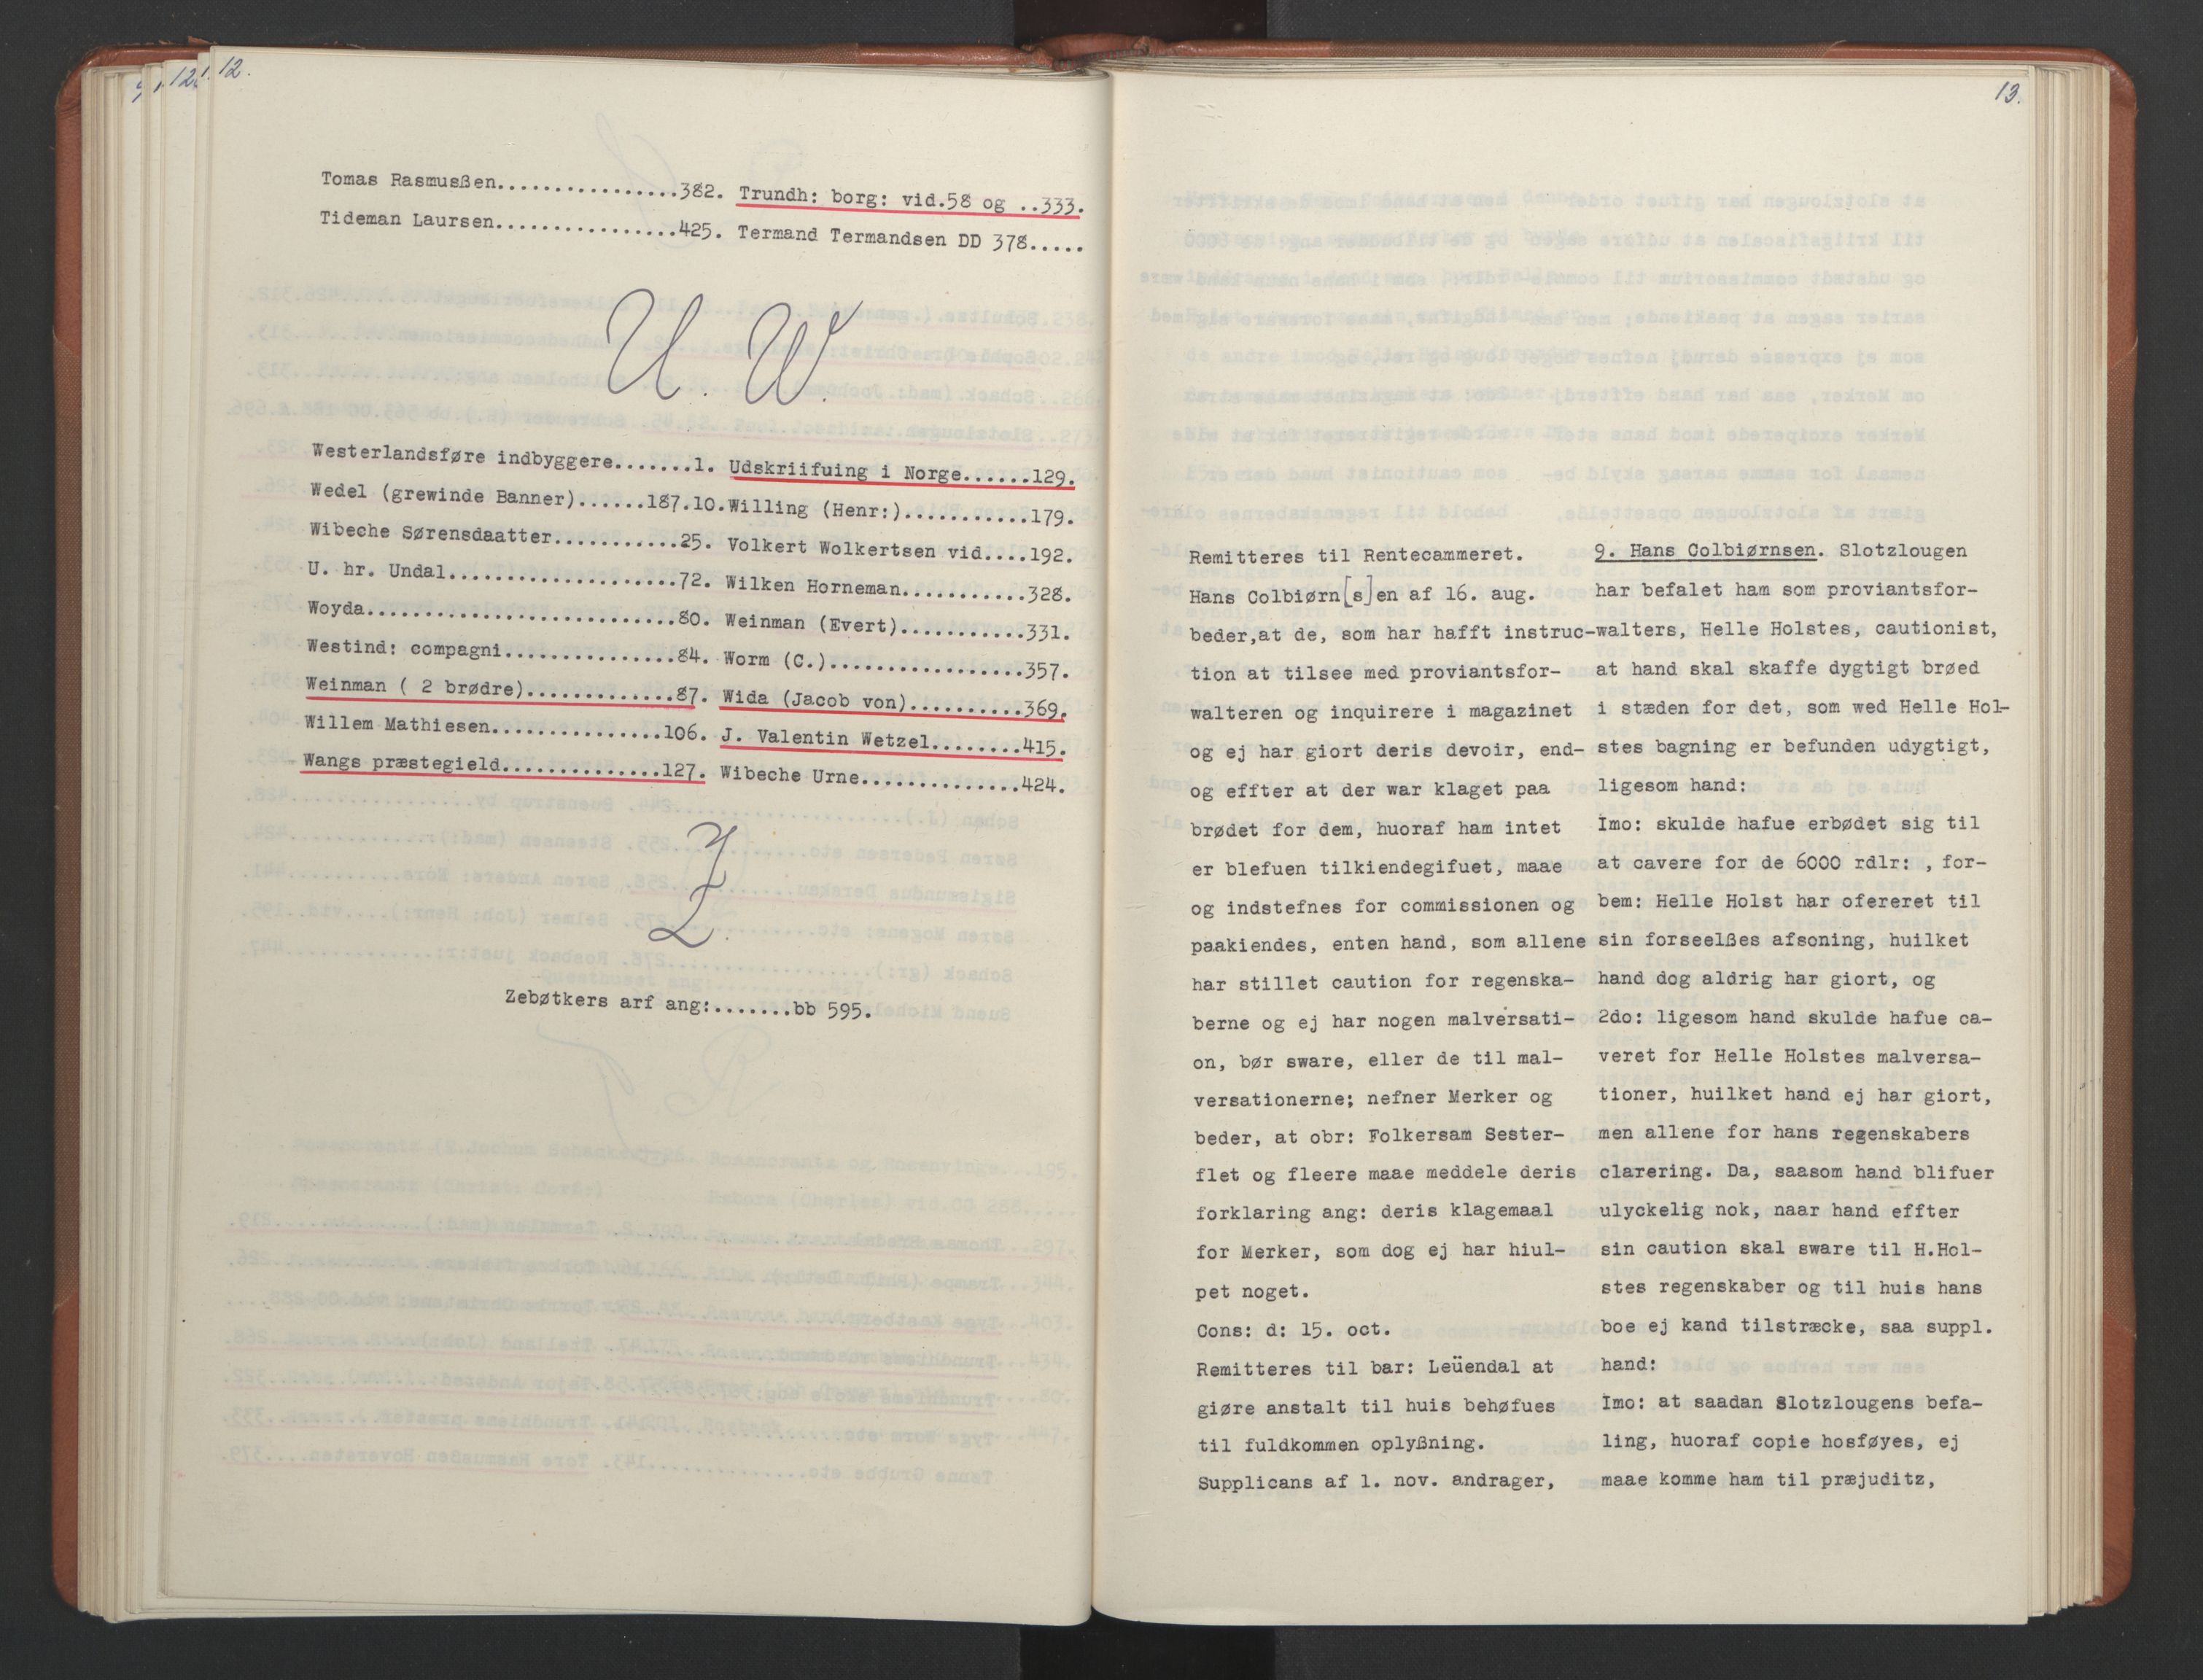 12.
Tomas Rasmusßen................382. Trundh: borg: vid.58 og ..333.
Tideman Laursen................425. Termand Termandsen DD 378.....
U. W.
Westerlandsføre indbyggere.......1. Udskriifuing i Norge......129.
Wedel (grewinde Banner)......187.10. Willing (Henr:)...........179.
Wibeche Sørensdaatter...........25. Volkert Wolkertsen vid....192.
U. hr. Undal....................72. Wilken Horneman...........328.
Woyda...........................80. Weinman (Evert)...........331.
Westind: compagni...............84. Worm (C.).................357.
Weinman ( 2 brødre).............87. Wida (Jacob von)..........369.
Willem Mathiesen...............106. J. Valentin Wetzel........415.
Wangs præstegield..............127. Wibeche Urne..............424.
Z.
Zebøtkers arf ang:.......bb 595.
13.
Remitteres til Rentecammeret.
Hans Colbiørn[s]en af 16. aug.
beder,at de, som har hafft instruc-
tion at tilsee med proviantsfor-
walteren og inquirere i magazinet
og ej har giort deris devoir, end-
og effter at der war klaget paa
brødet for dem, huoraf ham intet
er blefuen tilkiendegifuet, maae
og indstefnes for commissionen og
paakiendes, enten hand, som allene
har stillet caution for regenska-
berne og ej har nogen malversati-
on, bør sware, eller de til mal-
versationerne; nefner Merker og
beder, at obr: Folkersam Sester-
flet og fleere maae meddele deris
forklaring ang: deris klagemaal
for Merker, som dog ej har hiul-
pet noget.
Cons: d: 15. oct.
Remitteres til bar: Leüendal at
giøre anstalt til huis behøfues
til fuldkommen oplyßning.
Supplicans af 1. nov. andrager,
9. Hans Colbiørnsen. Slotzlougen
har befalet ham som proviantsfor-
walters, Helle Holstes, cautionist,
at hand skal skaffe dygtigt brøed
i stæden for det, som wed Helle Hol-
stes bagning er befunden udygtigt,
ligesom hand:
Imo: skulde hafue erbødet sig til
at cavere for de 6000 rdlr: , for-
bem: Helle Holst har ofereret til
sin forseelßes afsoning, huilket
hand dog aldrig har giort, og
2do: ligesom hand skulde hafue ca-
veret for Helle Holstes malversa-
tioner, huilket hand ej har giort,
men allene for hans regenskabers
clarering. Da, saasom hand blifuer
ulyckelig nok, naar hand effter
sin caution skal sware til H.Hol-
stes regenskaber og til huis hans
boe ej kand tilstræcke, saa suppl.
hand:
Imo: at saadan Slotzlougens befa-
ling, huoraf copie hosføyes, ej
maae komme ham til præjuditz,